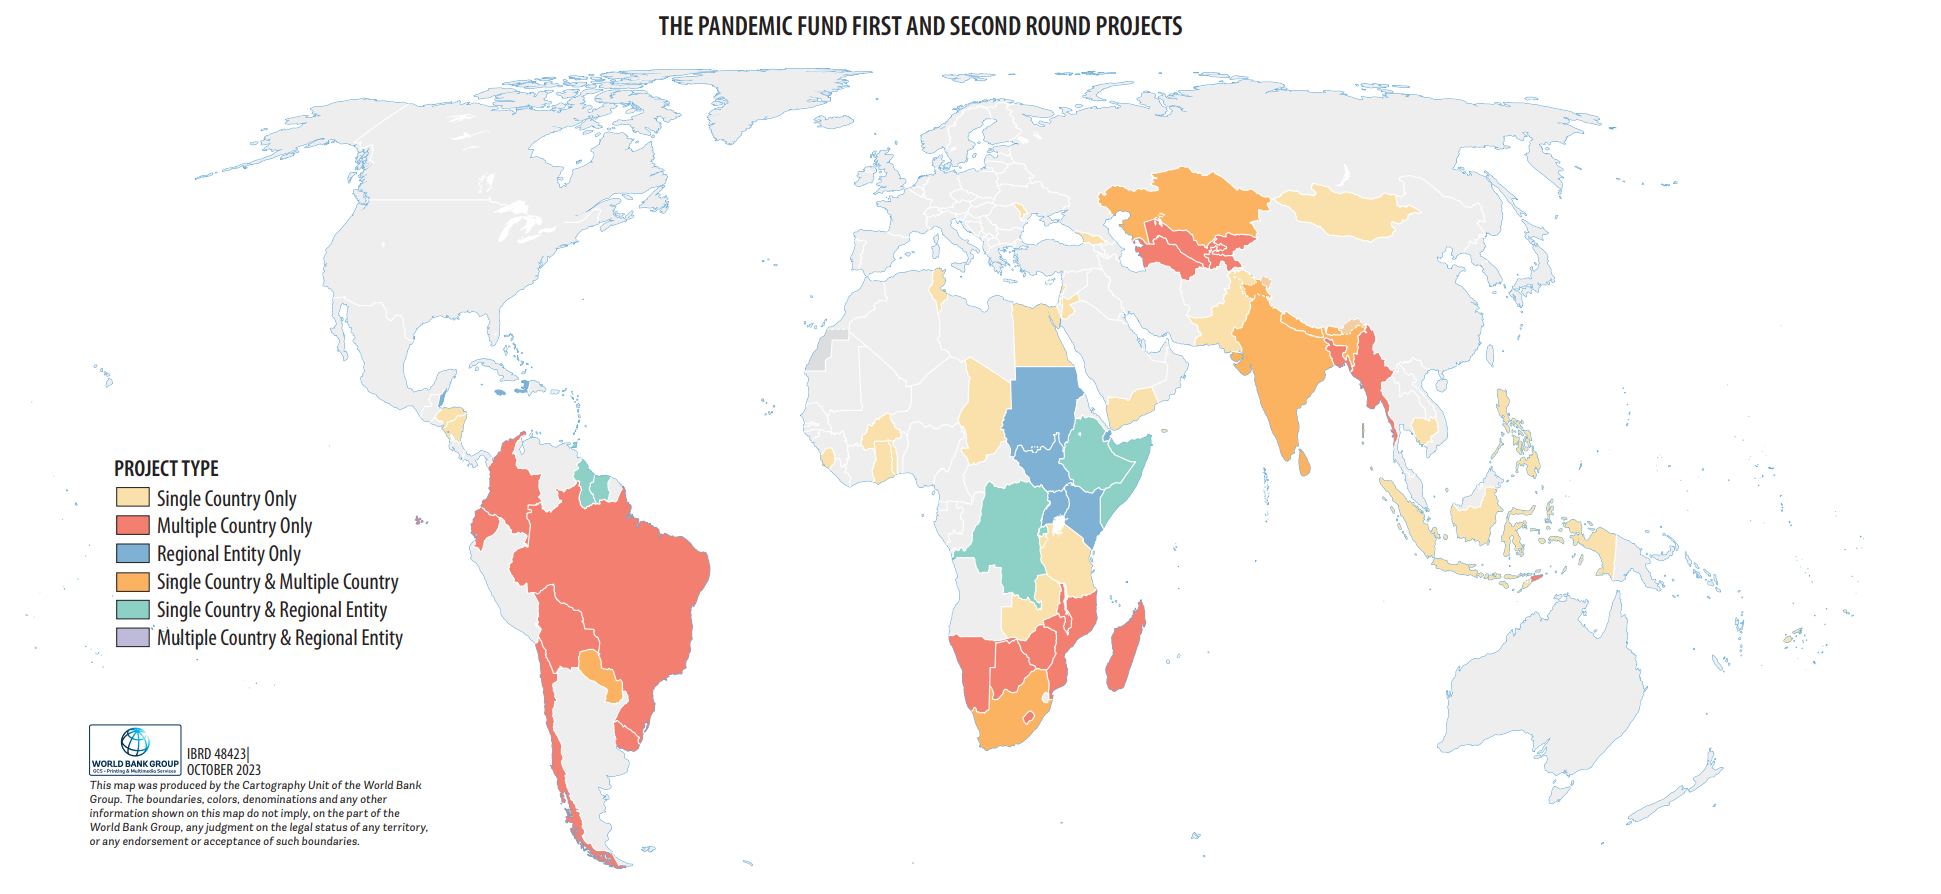 THE PANDEMIC FUND FIRST AND SECOND ROUND PROJECTS
PROJECT TYPE
Single Country Only
Multiple Country Only
Regional Entity Only
Single Country & Multiple Country
Single Country & Regional Entity
Multiple Country & Regional Entity
WORLD BANK GROUP
GCS - Printing & Multimedia Services
IBRD 48423|
OCTOBER 2023
This map was produced by the Cartography Unit of the World Bank
Group. The boundaries, colors, denominations and any other
information shown on this map do not imply, on the part of the
World Bank Group, any judgment on the legal status of any territory,
or any endorsement or acceptance of such boundaries.